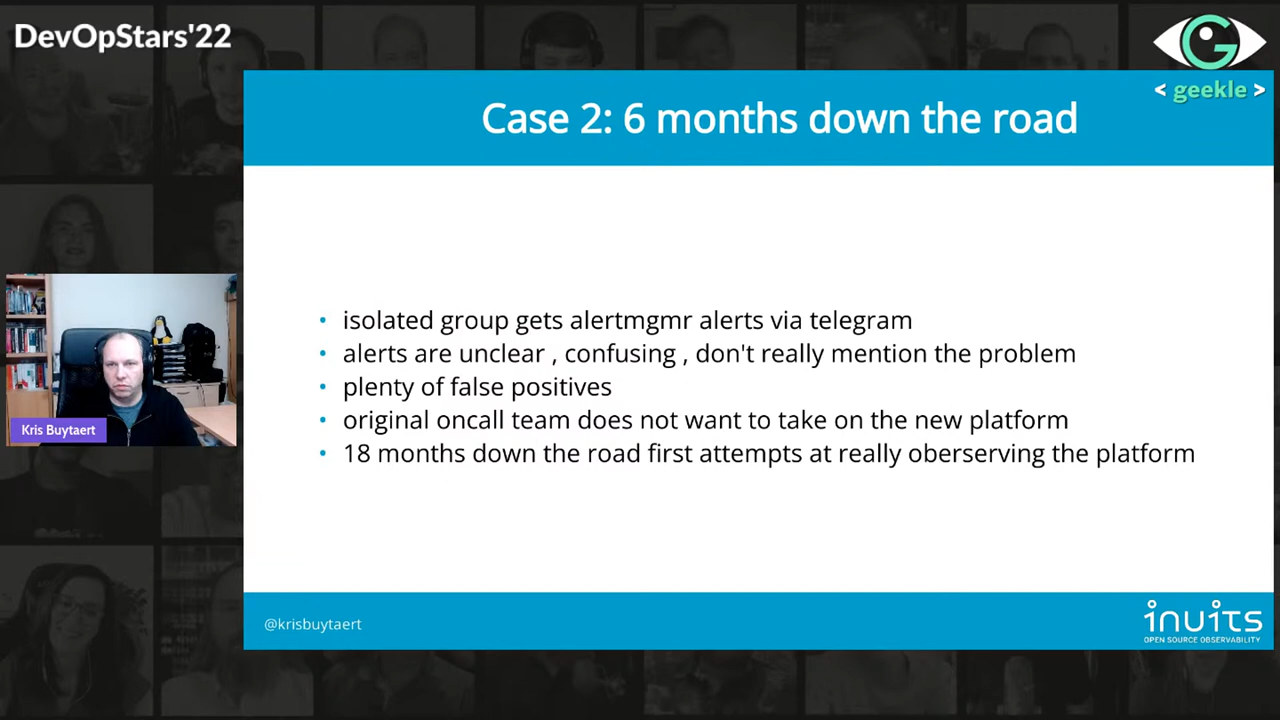 DevOpStars'22
< geekle >
Case 2: 6 months down the road
• isolated group gets alertmgmr alerts via telegram
• alerts are unclear , confusing , don't really mention the problem
• plenty of false positives
• original oncall team does not want to take on the new platform
• 18 months down the road first attempts at really oberserving the platform
Kris Buytaert
@krisbuytaert
inuits
OPEN SOURCE OBSERVABILITY